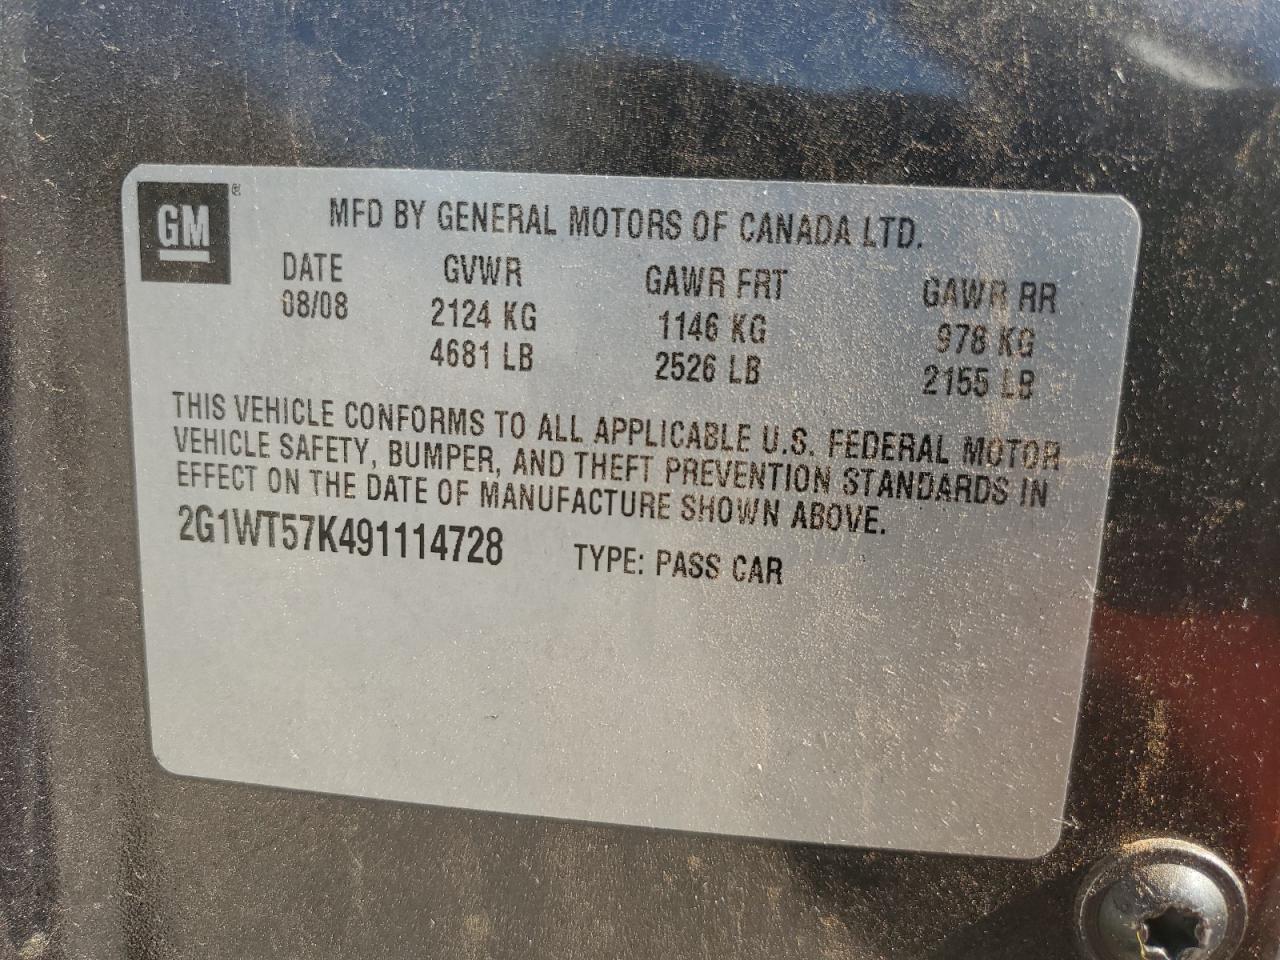 GM ®
MFD BY GENERAL MOTORS OF CANADA LTD.
DATE GVWR GAWR FRT GAWR RR
08/08 2124 KG 1146 KG 978 KG
4681 LB 2526 LB 2155 LB
THIS VEHICLE CONFORMS TO ALL APPLICABLE U.S. FEDERAL MOTOR
VEHICLE SAFETY, BUMPER, AND THEFT PREVENTION STANDARDS IN
EFFECT ON THE DATE OF MANUFACTURE SHOWN ABOVE.
2G1WT57K491114728 TYPE: PASS CAR